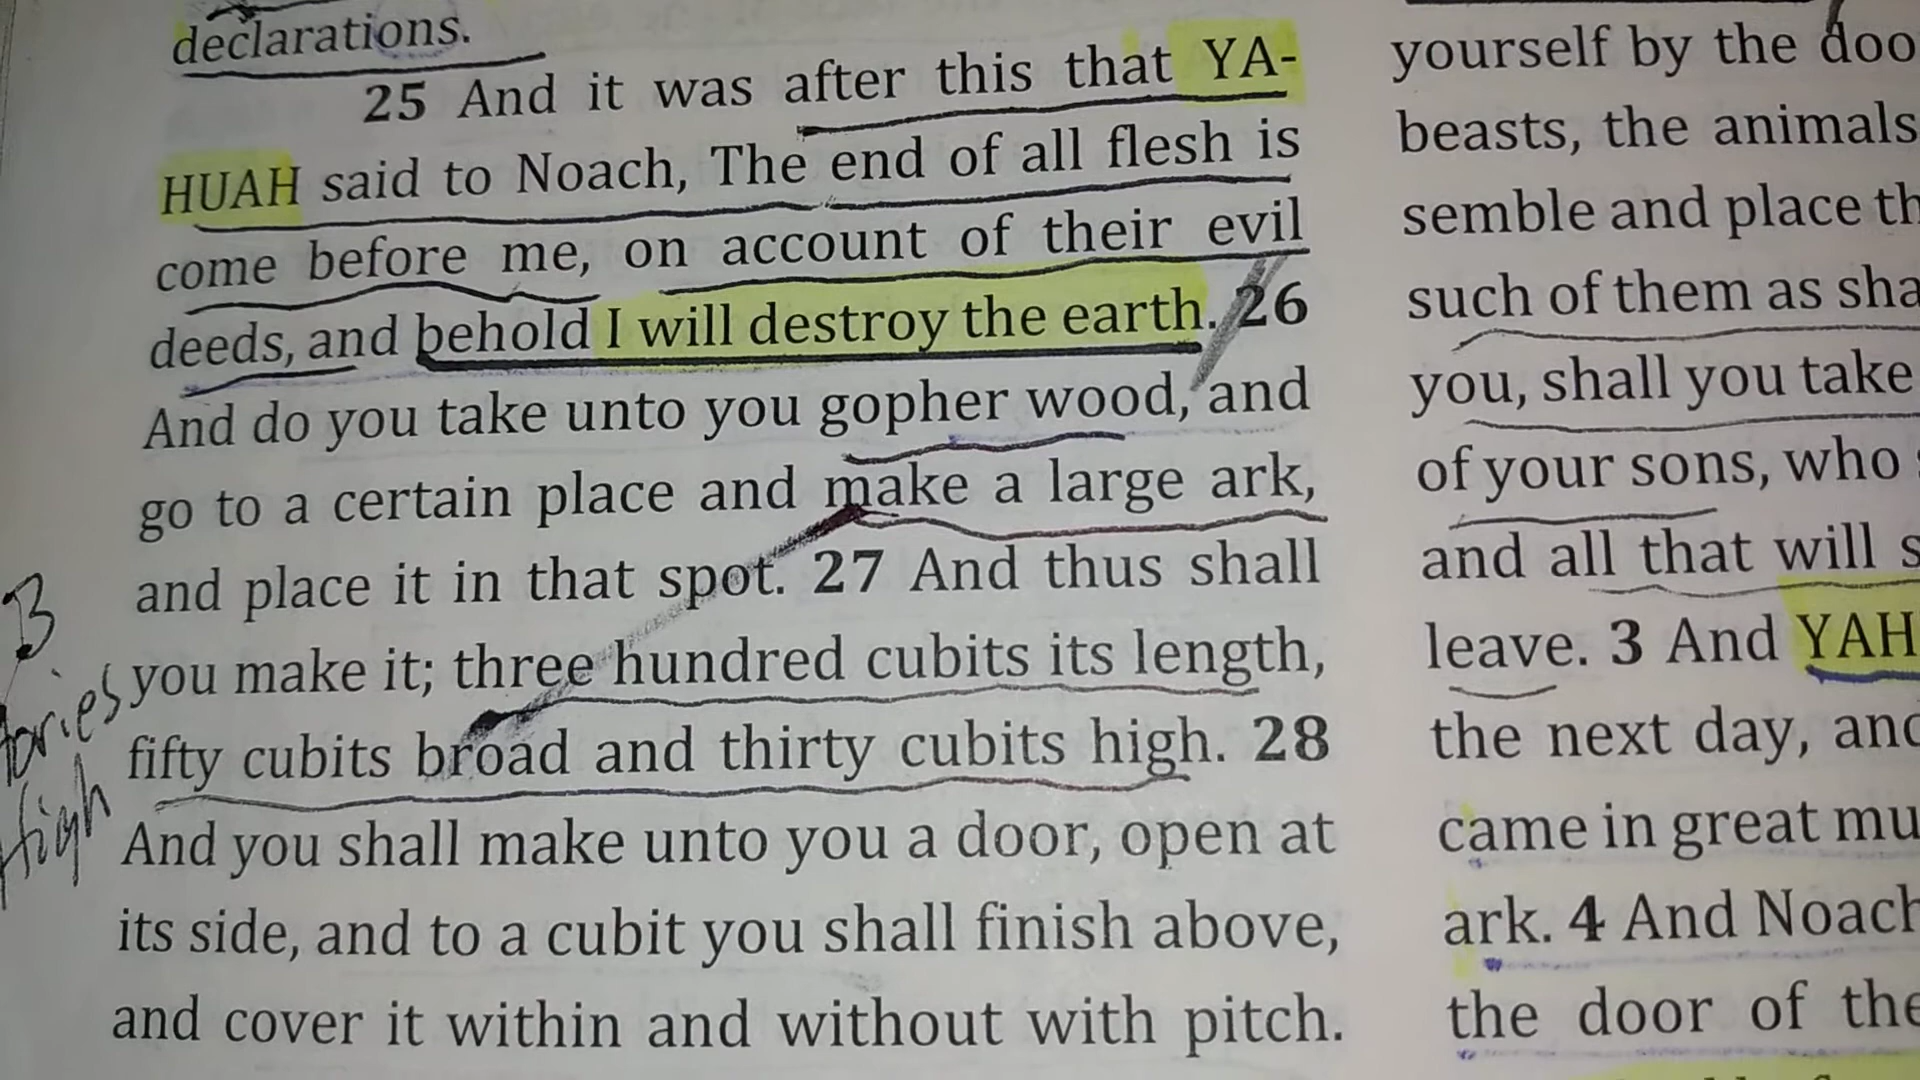 declarations.
25 And it was after this that YA-
HUAH said to Noach, The end of all flesh is
come before me, on account of their evil
deeds, and behold I will destroy the earth. 26
And do you take unto you gopher wood, and
go to a certain place and make a large ark,
and place it in that spot. 27 And thus shall
you make it; three hundred cubits its length,
fifty cubits broad and thirty cubits high. 28
And you shall make unto you a door, open at
its side, and to a cubit you shall finish above,
and cover it within and without with pitch.
tories
High
yourself by the doo
beasts, the animals
semble and place th
such of them as sha
you, shall you take
of your sons, who
and all that will s
leave. 3 And YAH
the next day, and
came in great mu
ark. 4 And Noach
the door of the